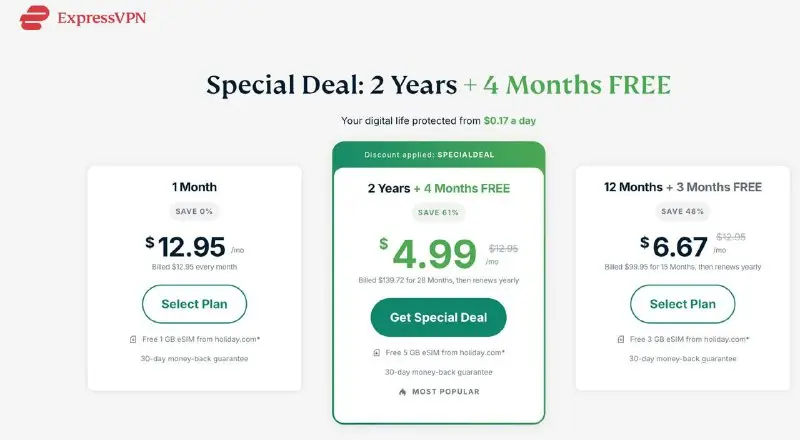 ExpressVPN
Special Deal: 2 Years + 4 Months FREE
Your digital life protected from $0.17 a day
1 Month
SAVE 0%
$12.95 /mo
Billed $12.95 every month
Select Plan
Free 1 GB eSIM from holiday.com*
30-day money-back guarantee
Discount applied: SPECIALDEAL
2 Years + 4 Months FREE
SAVE 61%
$4.99 $12.95 /mo
Billed $139.72 for 28 Months, then renews yearly
Get Special Deal
Free 5 GB eSIM from holiday.com*
30-day money-back guarantee
MOST POPULAR
12 Months + 3 Months FREE
SAVE 48%
$6.67 $12.95 /mo
Billed $99.95 for 15 Months, then renews yearly
Select Plan
Free 3 GB eSIM from holiday.com*
30-day money-back guarantee